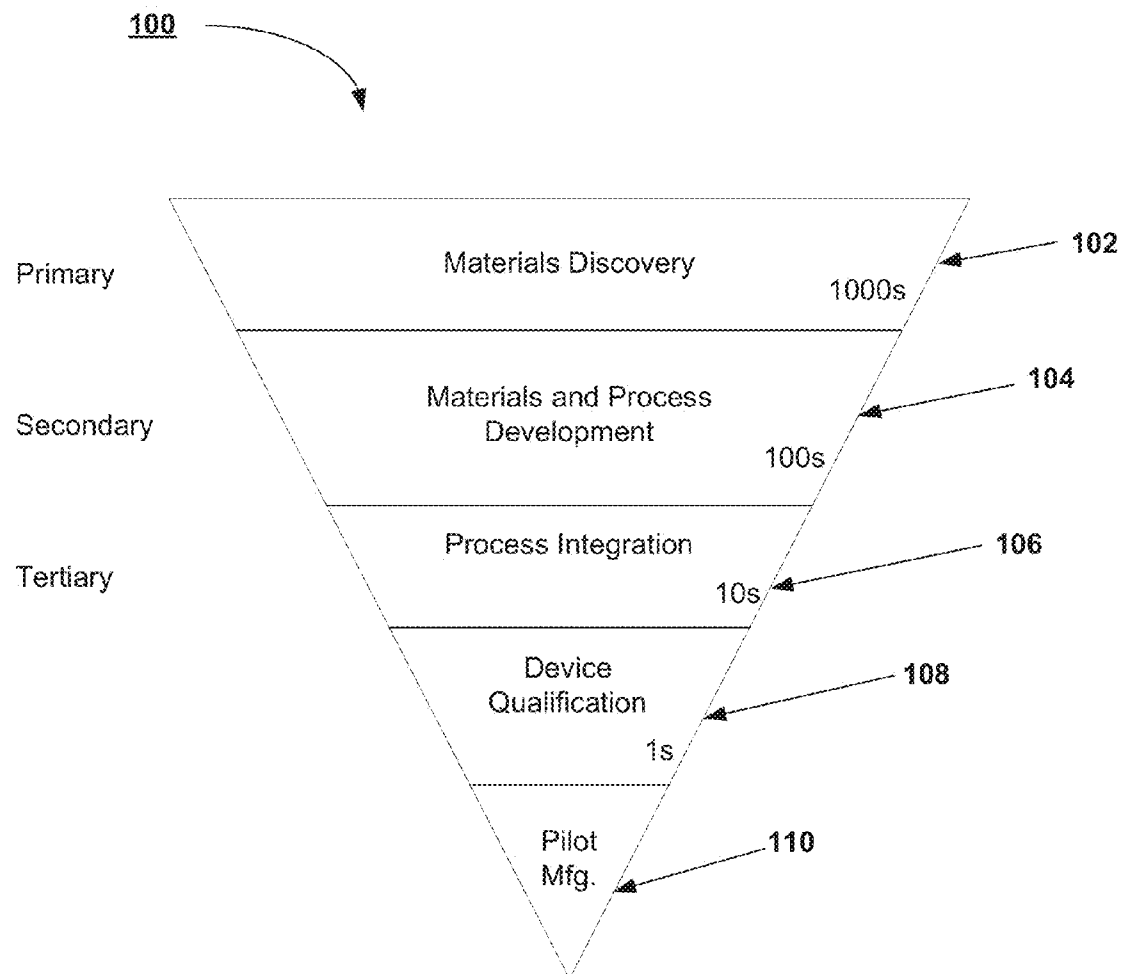 100
Primary
Materials Discovery
1000s
102
Secondary
Materials and Process
Development
100s
104
Tertiary
Process Integration
10s
106
Device
Qualification
1s
108
Pilot
Mfg.
110